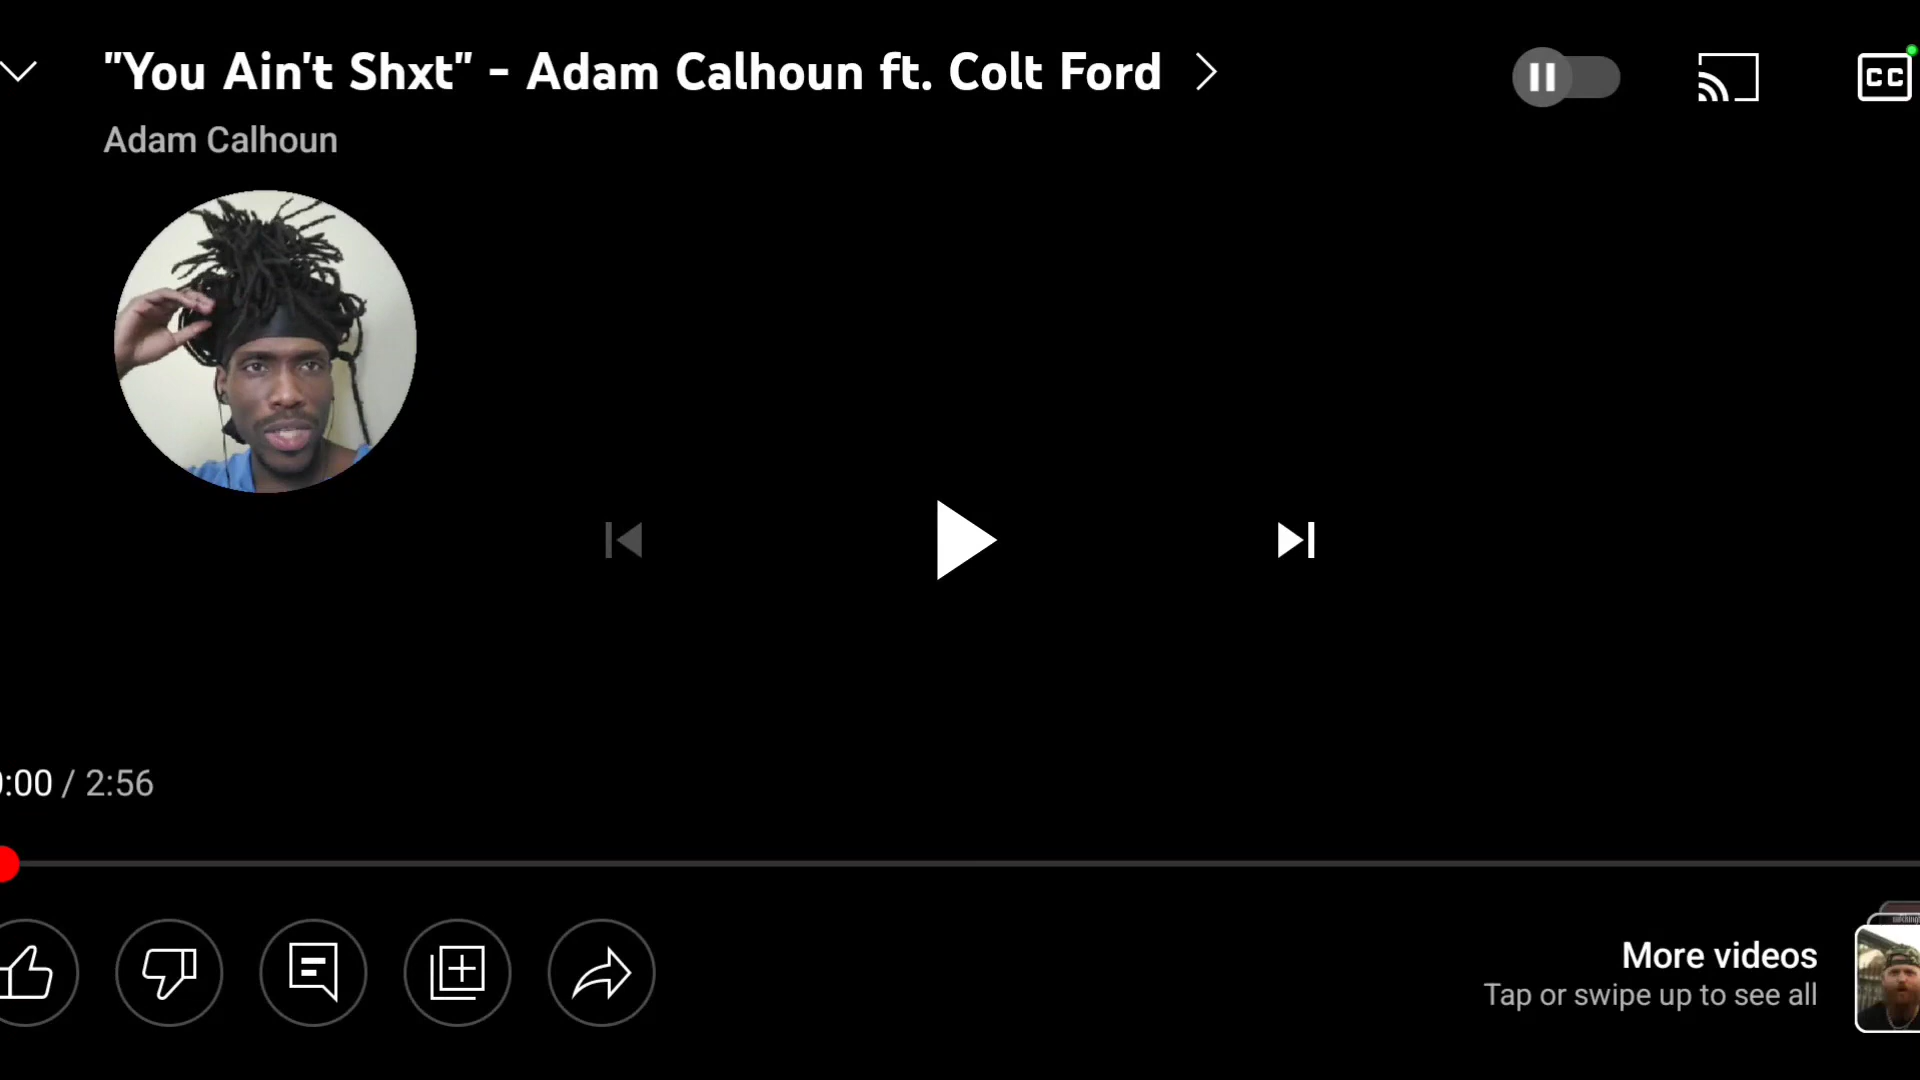 "You Ain't Shxt" - Adam Calhoun ft. Colt Ford
CC
Adam Calhoun
0:00 / 2:56
More videos
Tap or swipe up to see all